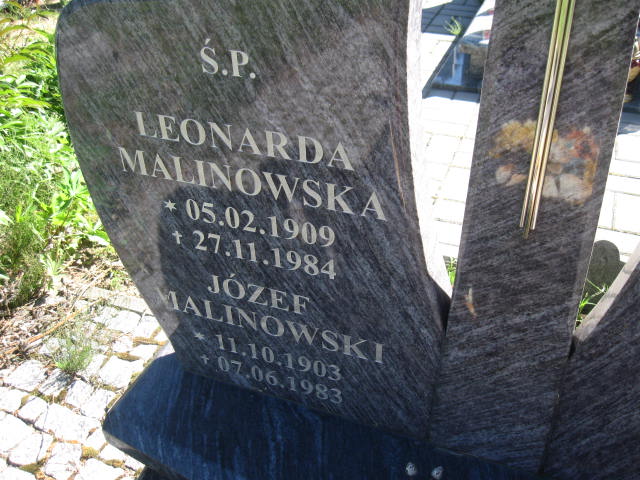 Ś.P.
LEONARDA
MALINOWSKA
* 05.02.1909
✝ 27.11.1984
JÓZEF
MALINOWSKI
* 11.10.1903
✝ 07.06.1983